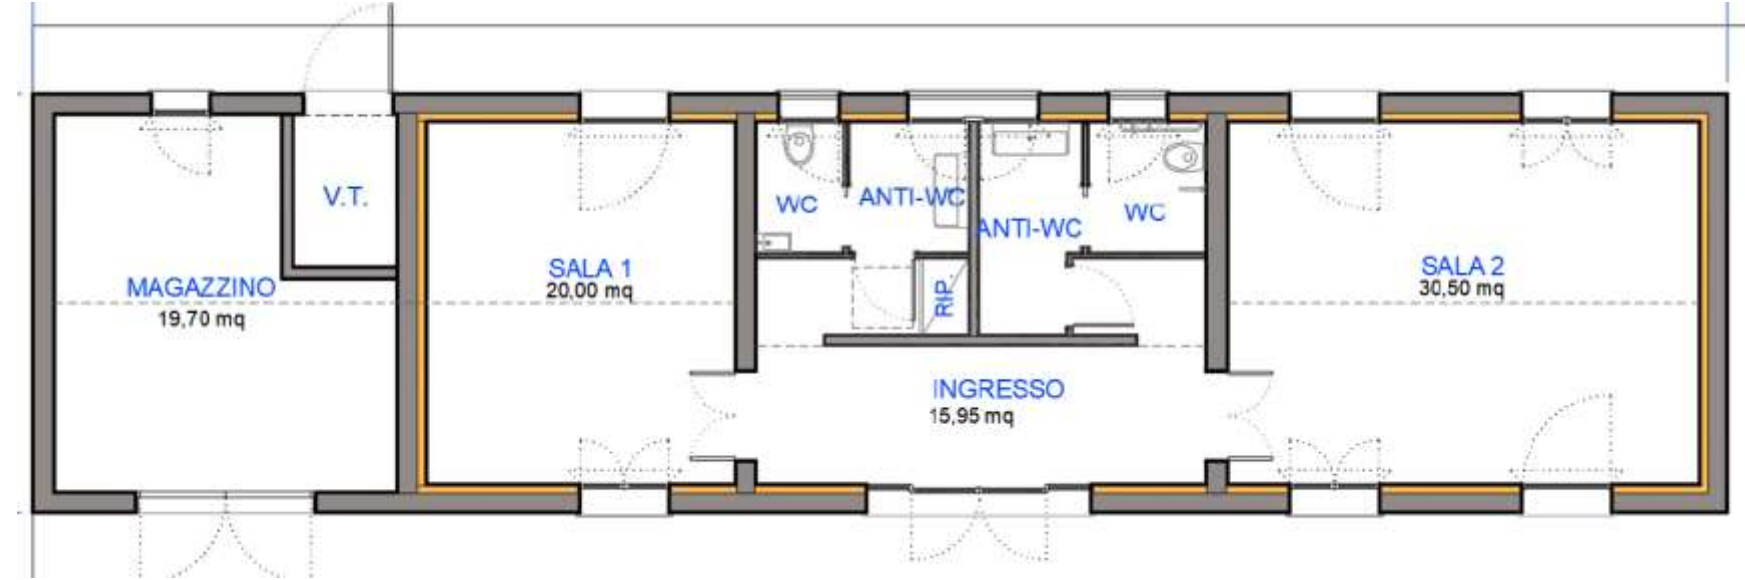 V.T.
MAGAZZINO
19,70 mq
SALA 1
20,00 mq
WC
ANTI-WC
ANTI-WC
WC
RIP.
INGRESSO
15,95 mq
SALA 2
30,50 mq